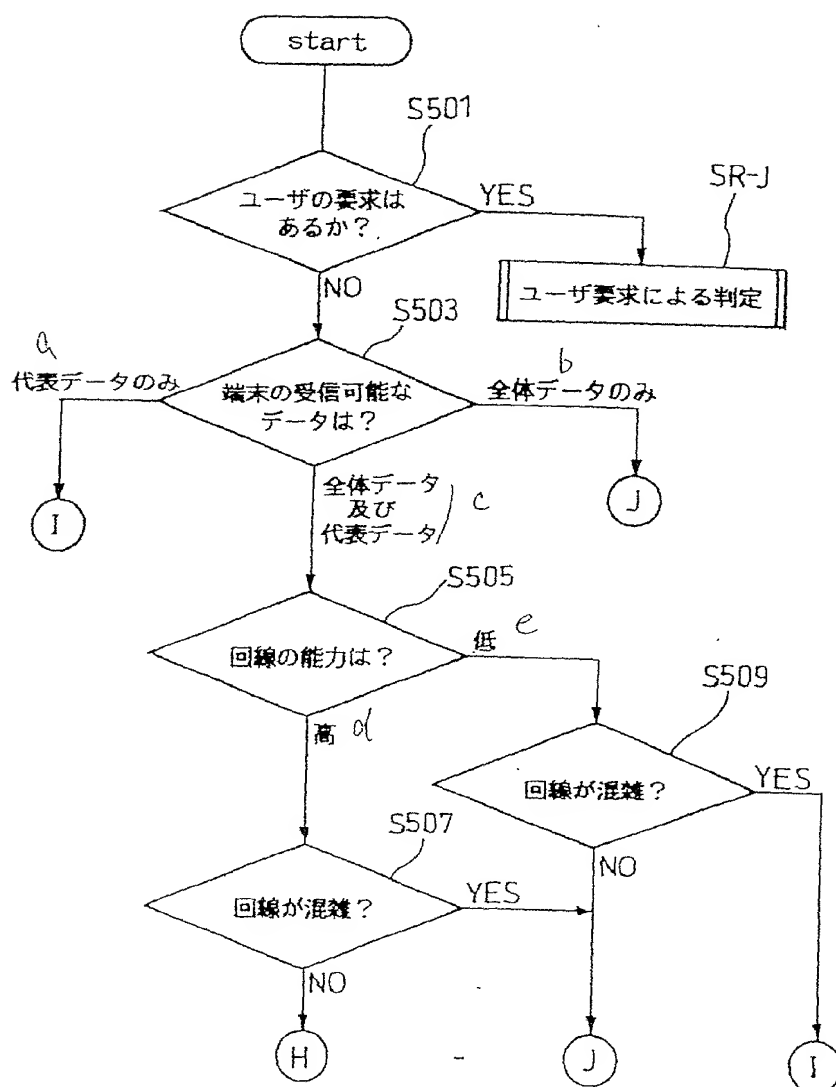 start
S501
ユーザの要求は
あるか？
YES
SR-J
ユーザ要求による判定
NO
S503
a
代表データのみ
端末の受信可能な
データは？
b
全体データのみ
I
J
全体データ
及び
代表データ
c
S505
回線の能力は？
低
e
高
d
S509
回線が混雑？
YES
NO
S507
回線が混雑？
YES
NO
H
J
I